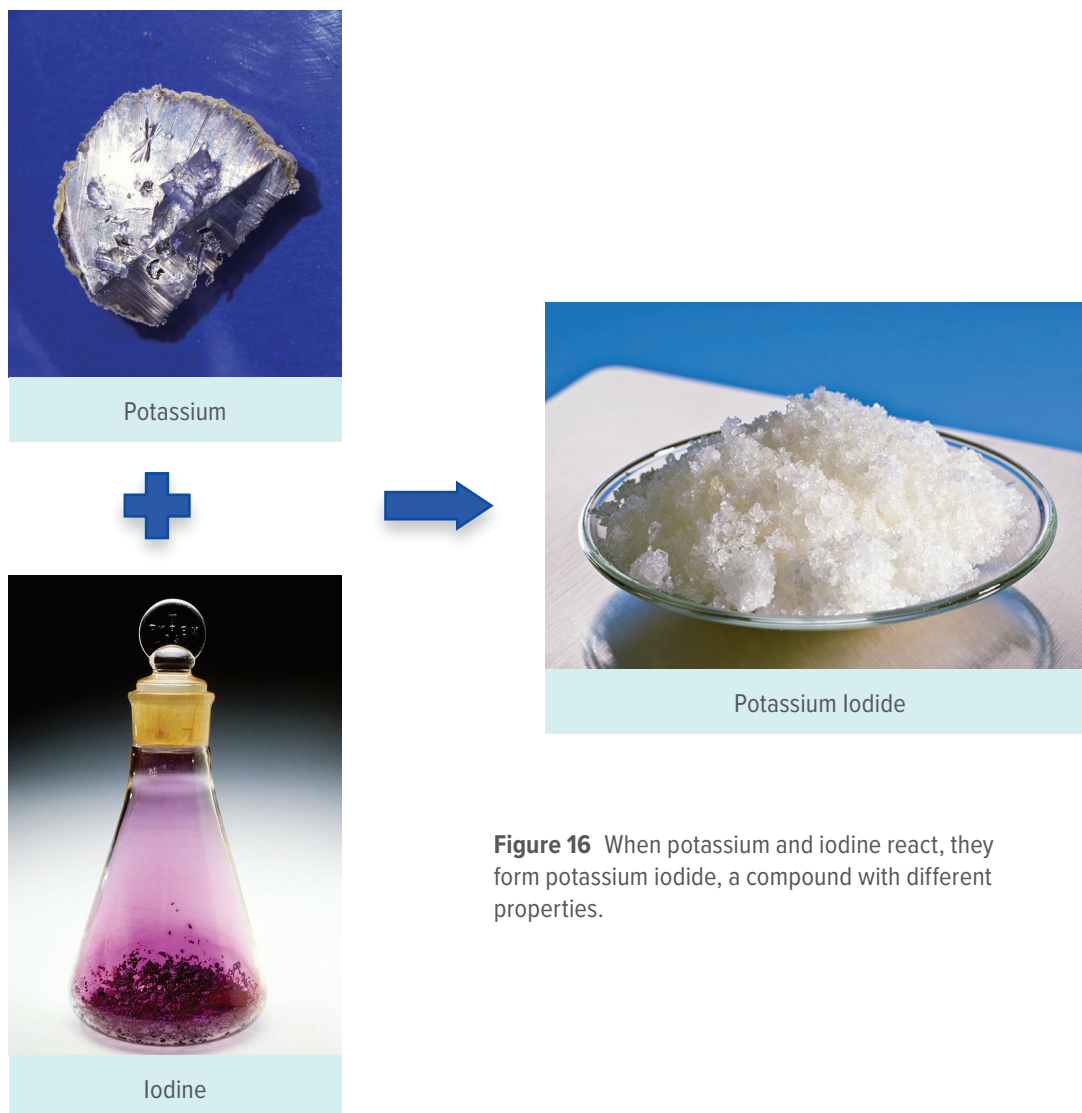 Potassium
Potassium Iodide
Figure 16 When potassium and iodine react, they
form potassium iodide, a compound with different
properties.
Iodine